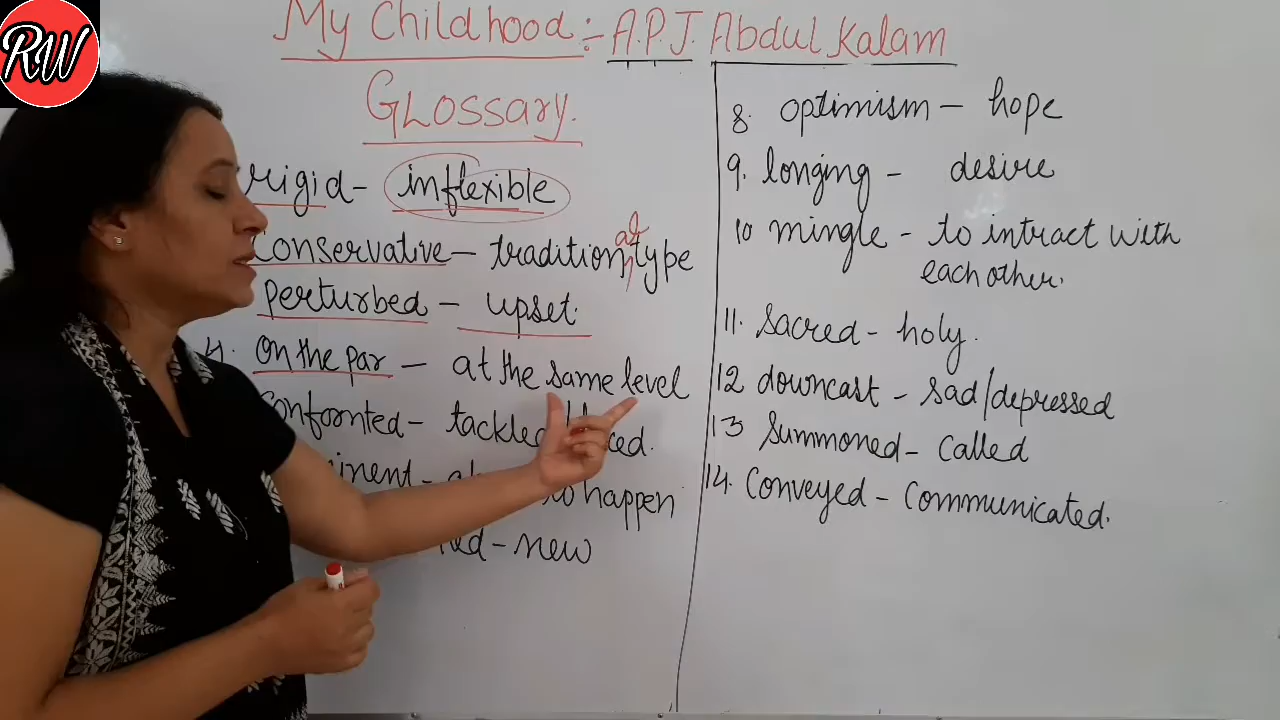 RW
My Childhood :- A.P.J. Abdul Kalam
GLOSSARY.
rigid - inflexible
Conservative - traditional type
perturbed - upset.
4. On the par - at the same level
Confoornted - tackled
- to happen
- new
8. optimism - hope
9. longing - desire
10 mingle - to intract with
each other.
11. Sacred - holy.
12 downcast - sad/depressed
13 Summoned - called
14. Conveyed - Communicated.